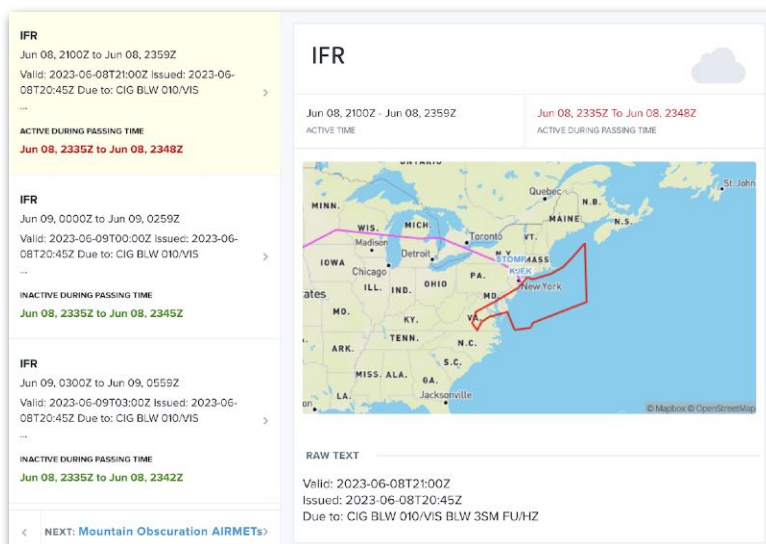 IFR
Jun 08, 2100Z to Jun 08, 2359Z
Valid: 2023-06-08T21:00Z Issued: 2023-06-
08T20:45Z Due to: CIG BLW 010/VIS
...
ACTIVE DURING PASSING TIME
Jun 08, 2335Z to Jun 08, 2348Z
IFR
Jun 09, 0000Z to Jun 09, 0259Z
Valid: 2023-06-09T00:00Z Issued: 2023-06-
08T20:45Z Due to: CIG BLW 010/VIS
...
INACTIVE DURING PASSING TIME
Jun 08, 2335Z to Jun 08, 2345Z
IFR
Jun 09, 0300Z to Jun 09, 0559Z
Valid: 2023-06-09T03:00Z Issued: 2023-06-
08T20:45Z Due to: CIG BLW 010/VIS
...
INACTIVE DURING PASSING TIME
Jun 08, 2335Z to Jun 08, 2342Z
NEXT: Mountain Obscuration AIRMETs
IFR
Jun 08, 2100Z - Jun 08, 2359Z
ACTIVE TIME
Jun 08, 2335Z To Jun 08, 2348Z
ACTIVE DURING PASSING TIME
ONTARIO
St. John
Quebec
N.B.
MINN.
MAINE
N.S.
WIS.
MICH.
Toronto
VT.
Madison
Detroit
N.Y.
MASS.
STOMP
IOWA
Chicago
PA.
ILL.
IND.
OHIO
New York
ates
MD.
MO.
KY.
VA.
TENN.
N.C.
ARK.
S.C.
MISS.
ALA.
GA.
LA.
Jacksonville
on
© Mapbox © OpenStreetMap
RAW TEXT
Valid: 2023-06-08T21:00Z
Issued: 2023-06-08T20:45Z
Due to: CIG BLW 010/VIS BLW 3SM FU/HZ